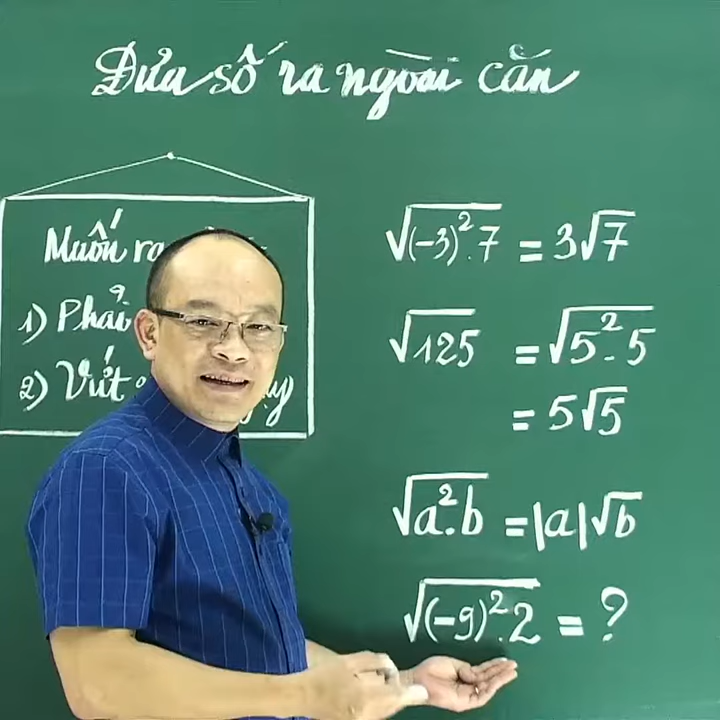 Đưa số ra ngoài căn
Muốn ra
1) Phải
2) Vứt
√(-3)².7 = 3√7
√125 = √5².5
= 5√5
√a².b = |a|√b
√(-9)².2 = ?